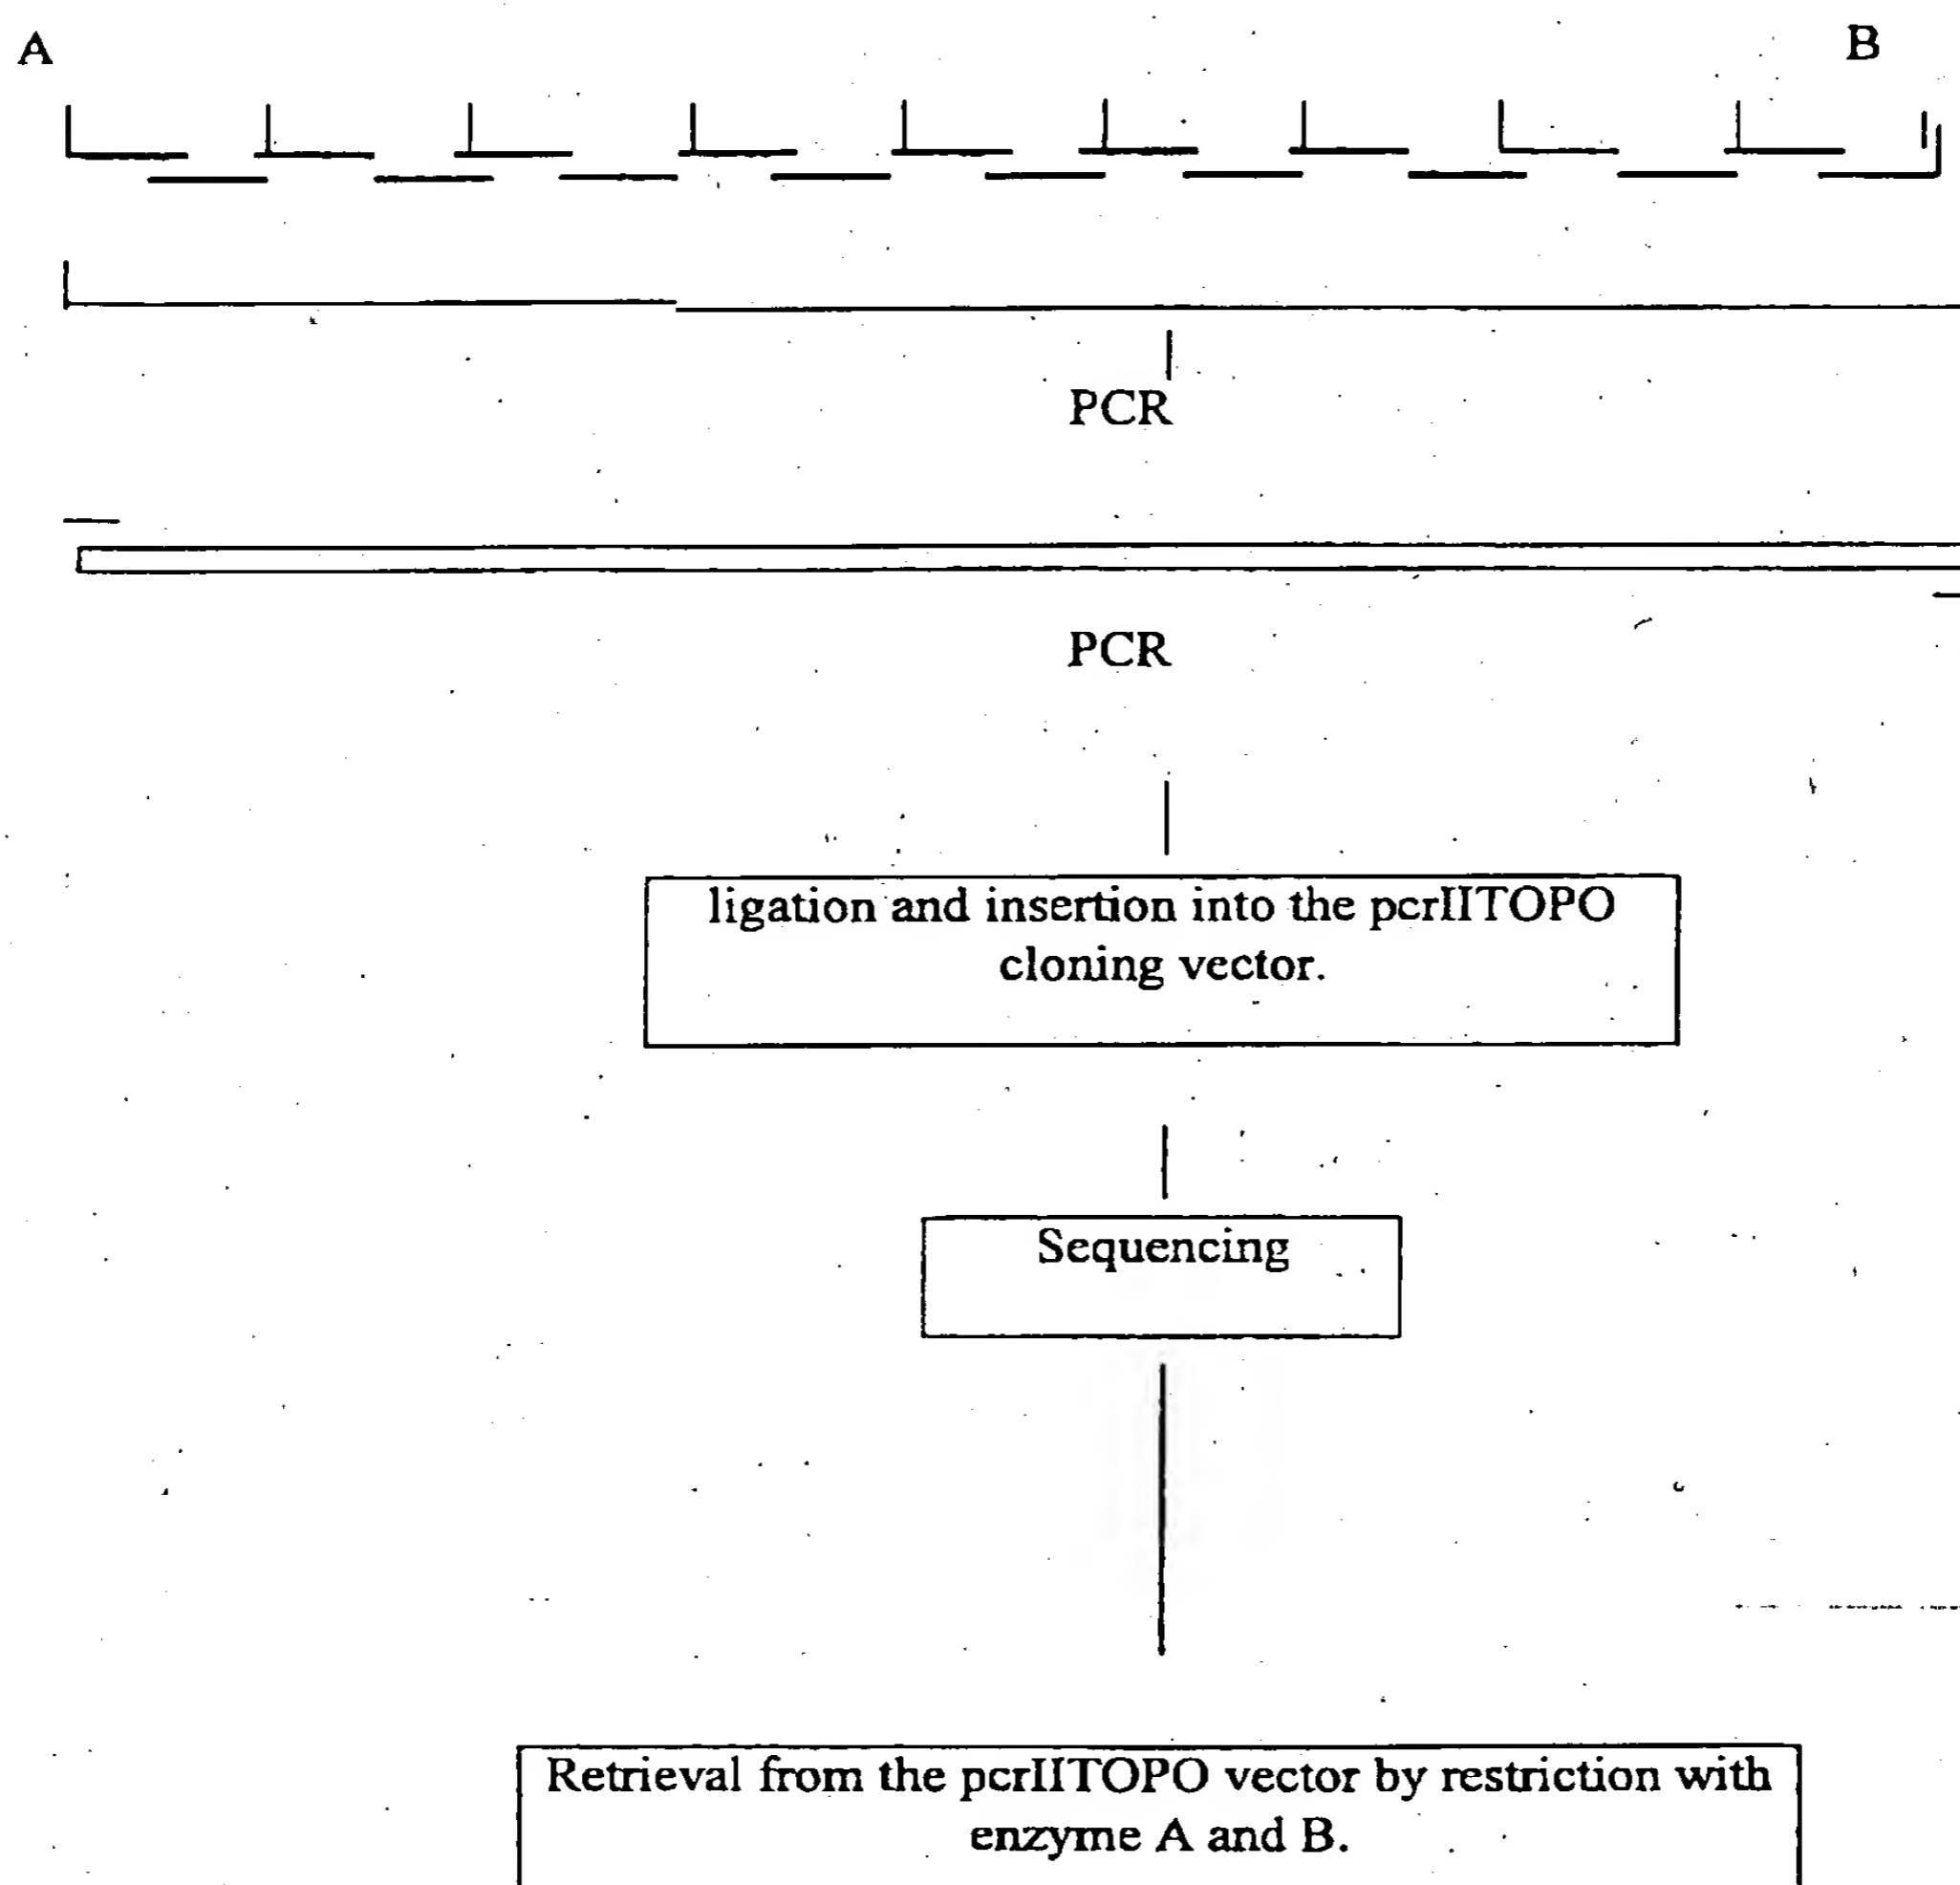 A B
PCR
PCR
ligation and insertion into the pcrIITOPO
cloning vector.
Sequencing
Retrieval from the pcrIITOPO vector by restriction with
enzyme A and B.